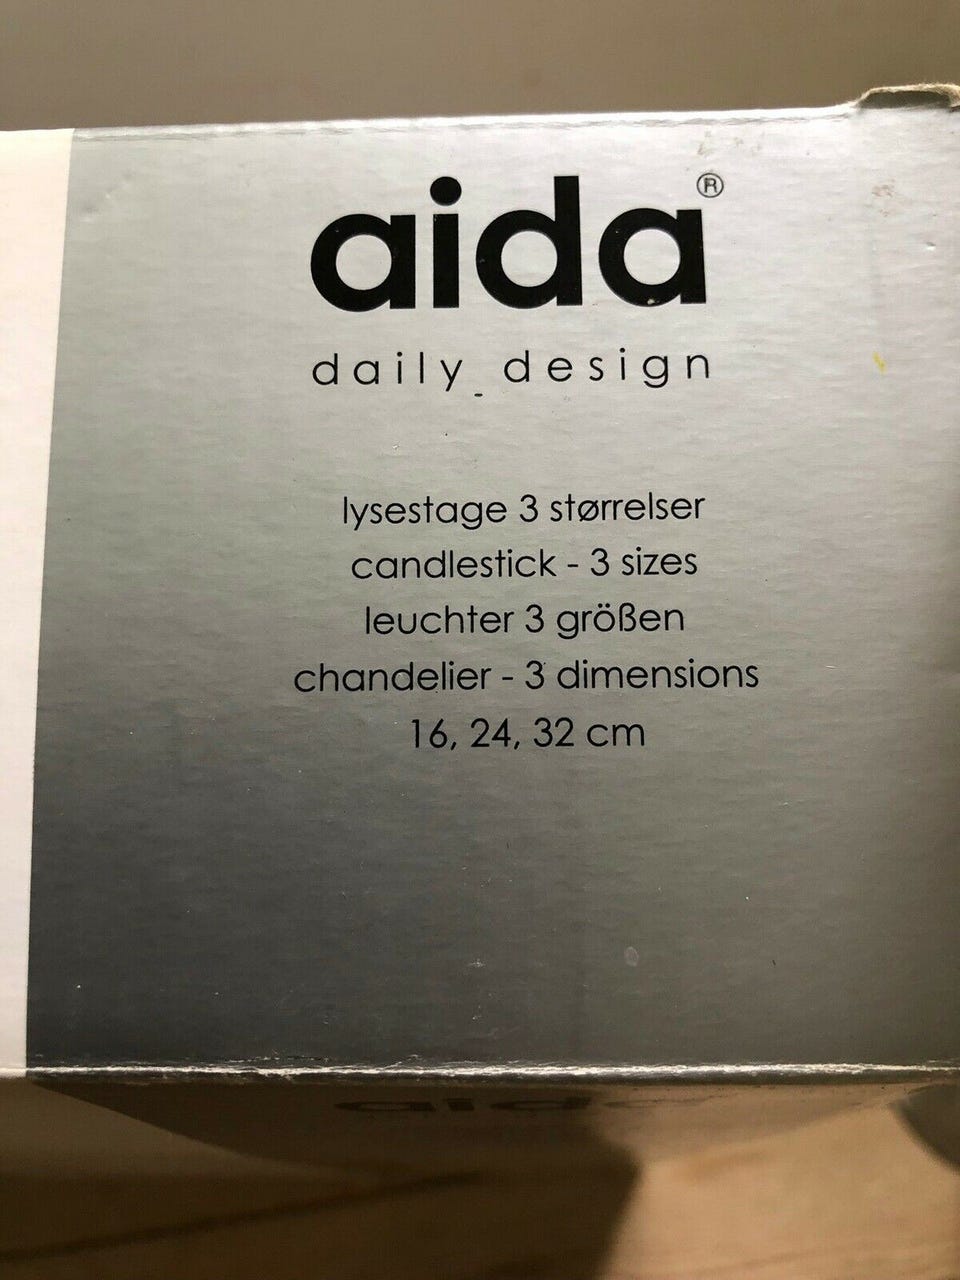 aida®
daily design
lysestage 3 størrelser
candlestick - 3 sizes
leuchter 3 größen
chandelier - 3 dimensions
16, 24, 32 cm
aida